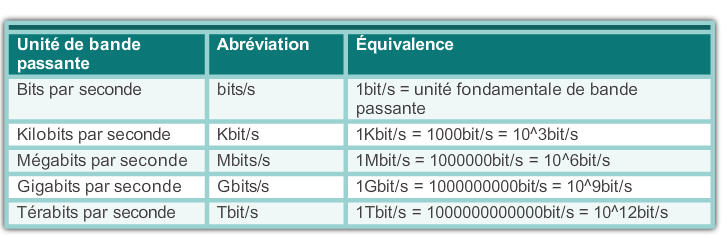 Unité de bande passante Abréviation Équivalence
Bits par seconde bits/s 1bit/s = unité fondamentale de bande passante
Kilobits par seconde Kbit/s 1Kbit/s = 1000bit/s = 10^3bit/s
Mégabits par seconde Mbits/s 1Mbit/s = 1000000bit/s = 10^6bit/s
Gigabits par seconde Gbits/s 1Gbit/s = 1000000000bit/s = 10^9bit/s
Térabits par seconde Tbit/s 1Tbit/s = 1000000000000bit/s = 10^12bit/s